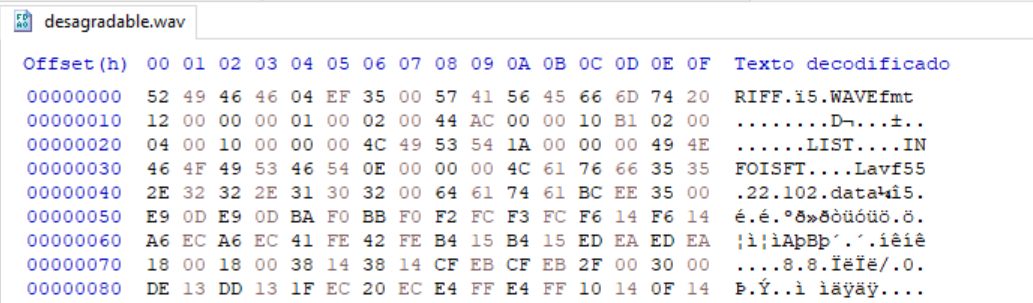 desagradable.wav
Offset(h) 00 01 02 03 04 05 06 07 08 09 0A 0B 0C 0D 0E 0F Texto decodificado
00000000 52 49 46 46 04 EF 35 00 57 41 56 45 66 6D 74 20 RIFF.ï5.WAVEfmt
00000010 12 00 00 00 01 00 02 00 44 AC 00 00 10 B1 02 00 ........D¬...±..
00000020 04 00 10 00 00 00 4C 49 53 54 1A 00 00 00 49 4E ......LIST....IN
00000030 46 4F 49 53 46 54 0E 00 00 00 4C 61 76 66 35 35 FOISFT....Lavf55
00000040 2E 32 32 2E 31 30 32 00 64 61 74 61 BC EE 35 00 .22.102.data¼î5.
00000050 E9 0D E9 0D BA F0 BB F0 F2 FC F3 FC F6 14 F6 14 é.é.ºð»ðòüóüö.ö.
00000060 A6 EC A6 EC 41 FE 42 FE B4 15 B4 15 ED EA ED EA ¦ì¦ìAþBþ´.´.íêíê
00000070 18 00 18 00 38 14 38 14 CF EB CF EB 2F 00 30 00 ....8.8.ÏëÏë/.0.
00000080 DE 13 DD 13 1F EC 20 EC E4 FF E4 FF 10 14 0F 14 Þ.Ý..ì ìäÿäÿ....